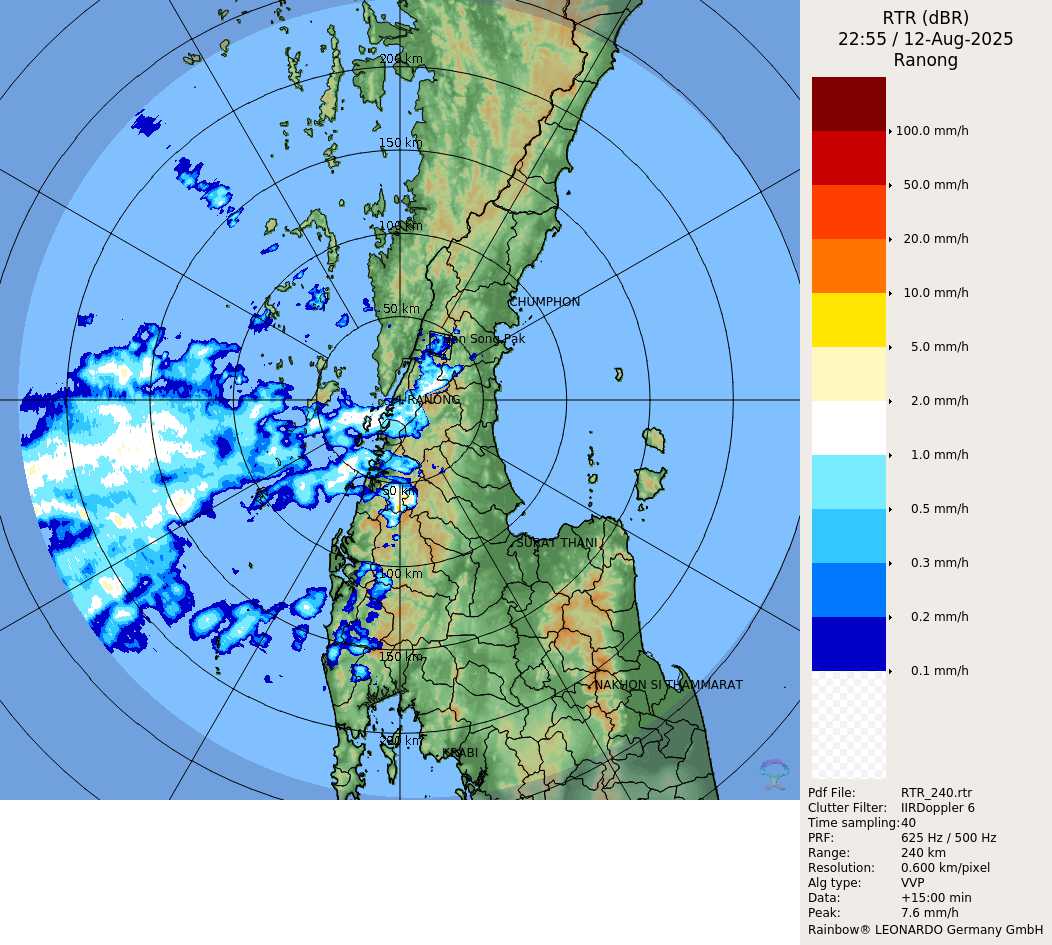 RTR (dBR)
22:55 / 12-Aug-2025
Ranong
100.0 mm/h
50.0 mm/h
20.0 mm/h
10.0 mm/h
5.0 mm/h
2.0 mm/h
1.0 mm/h
0.5 mm/h
0.3 mm/h
0.2 mm/h
0.1 mm/h
200 km
150 km
100 km
50 km
CHUMPHON
Song Pak
RANONG
50 km
SURAT THANI
100 km
150 km
NAKHON SI THAMMARAT
200 km
KRABI
Pdf File: RTR_240.rtr
Clutter Filter: IIRDoppler 6
Time sampling: 40
PRF: 625 Hz / 500 Hz
Range: 240 km
Resolution: 0.600 km/pixel
Alg type: VVP
Data: +15:00 min
Peak: 7.6 mm/h
Rainbow® LEONARDO Germany GmbH